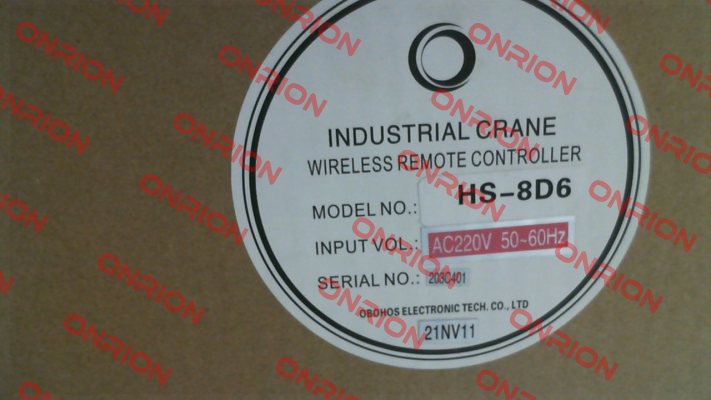 INDUSTRIAL CRANE
WIRELESS REMOTE CONTROLLER
MODEL NO.: HS-8D6
INPUT VOL.: AC220V 50~60Hz
SERIAL NO.: 203C401
OBOHOS ELECTRONIC TECH. CO., LTD
21NV11
ONRION